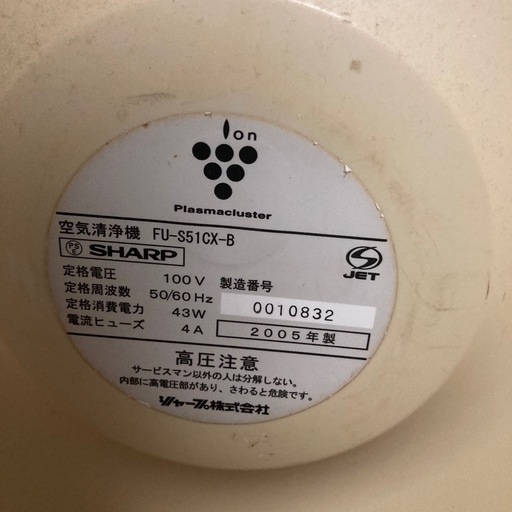 Ion
Plasmacluster
空気清浄機 FU-S51CX-B
PS E SHARP
JET
定格電圧 100V
定格周波数 50/60Hz
定格消費電力 43W
電流ヒューズ 4A
製造番号
0010832
2005年製
高圧注意
サービスマン以外の人は分解しない。
内部に高電圧部があり、さわると危険です。
シャープ株式会社